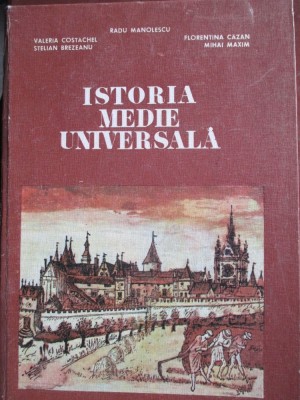 RADU MANOLESCU
VALERIA COSTACHEL FLORENTINA CAZAN
STELIAN BREZEANU MIHAI MAXIM
ISTORIA
MEDIE
UNIVERSALĂ